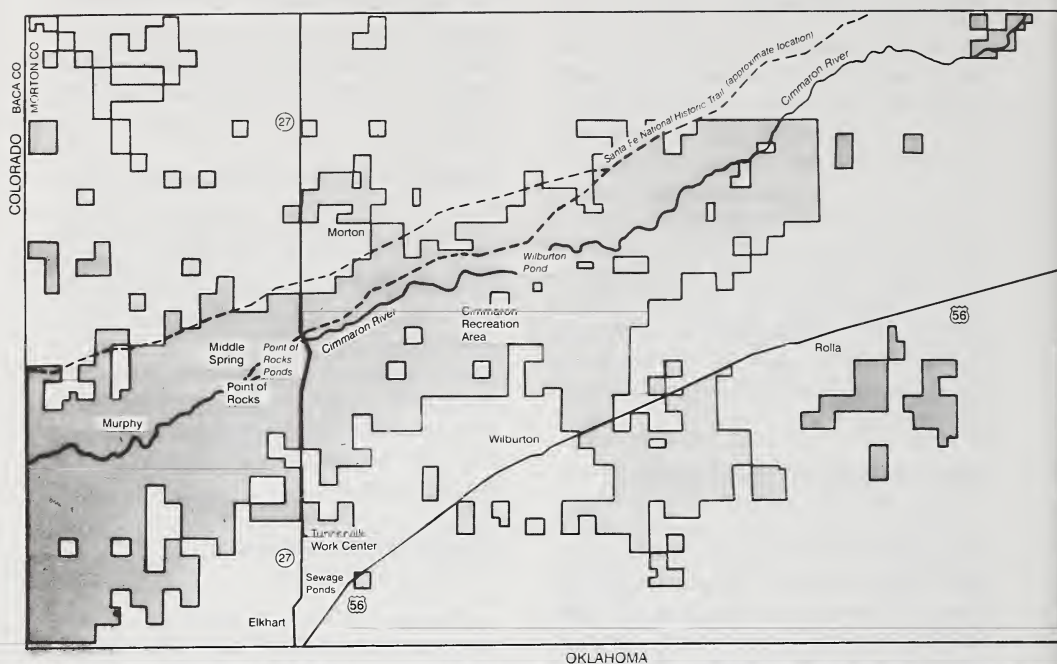 COLORADO
BACA CO
MORTON CO
27
Santa Fe National Historic Trail (approximate location)
Cimmaron River
Morton
Wilburton
Pond
Cimmaron River
Cimmaron
Recreation
Area
Middle
Spring
Point of
Rocks
Ponds
Point of
Rocks
Murphy
56
Rolla
Wilburton
Work Center
27
Sewage
Ponds
56
Elkhart
OKLAHOMA